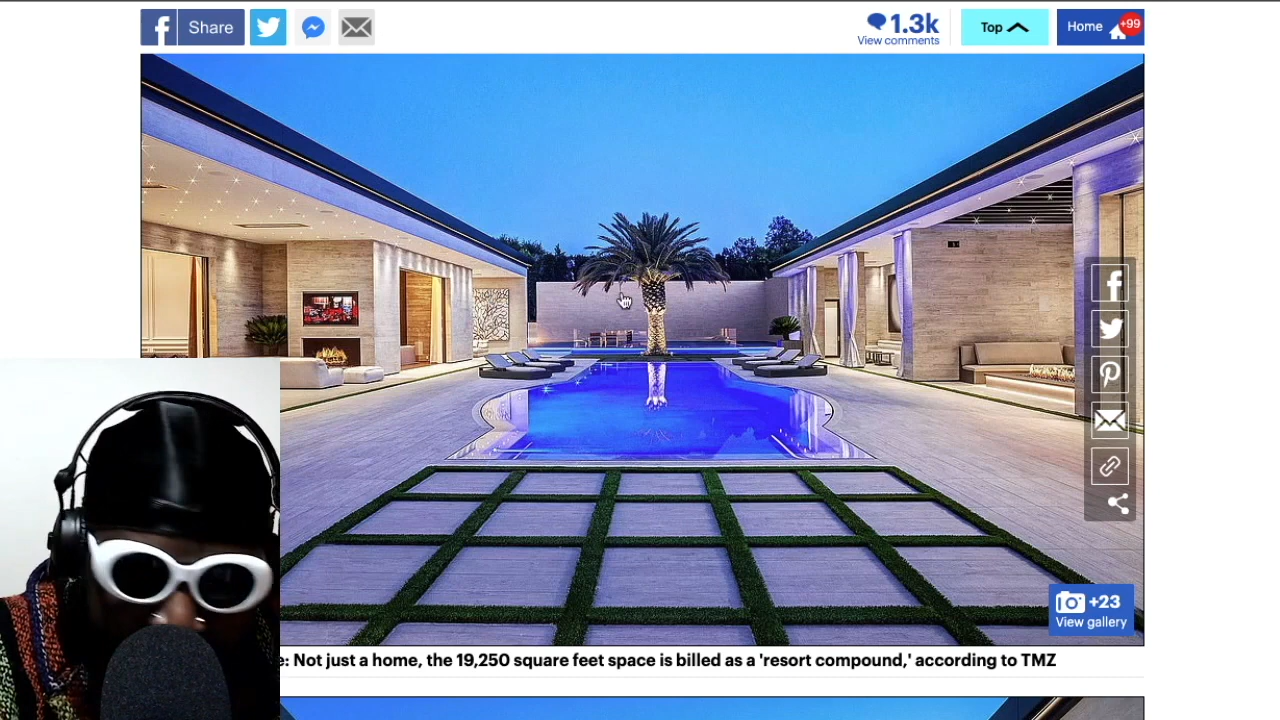 Share
1.3k
View comments
Top
Home
+99
+23
View gallery
e: Not just a home, the 19,250 square feet space is billed as a 'resort compound,' according to TMZ